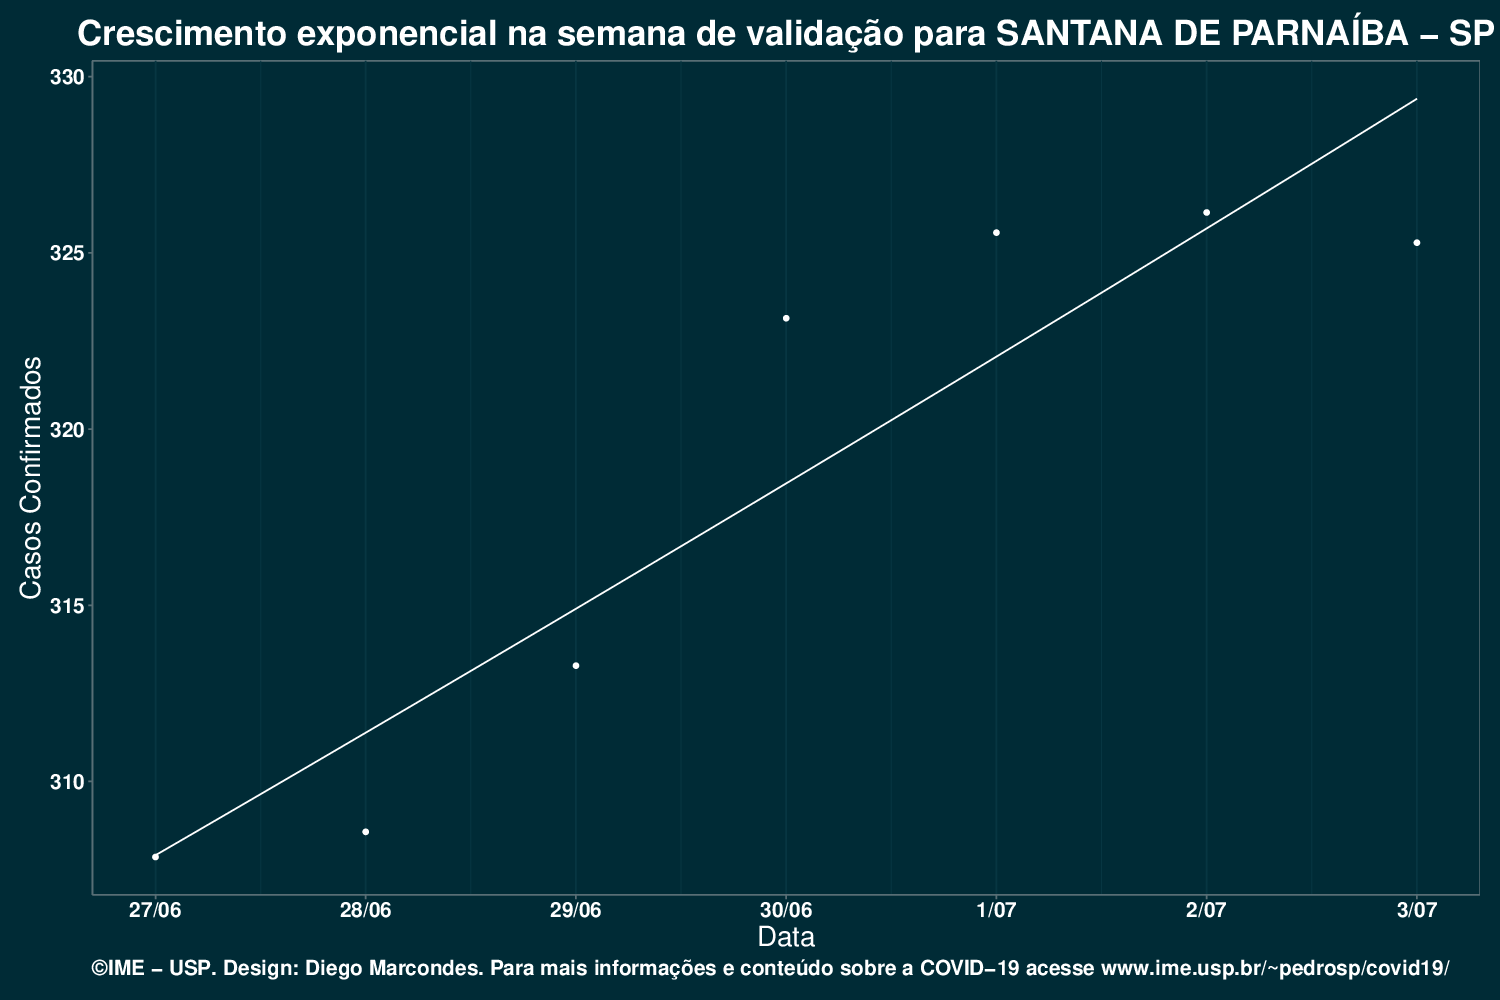 Crescimento exponencial na semana de validação para SANTANA DE PARNAÍBA – SP
330
325
320
315
310
Casos Confirmados
27/06 28/06 29/06 30/06 1/07 2/07 3/07
Data
©IME – USP. Design: Diego Marcondes. Para mais informações e conteúdo sobre a COVID–19 acesse www.ime.usp.br/~pedrosp/covid19/